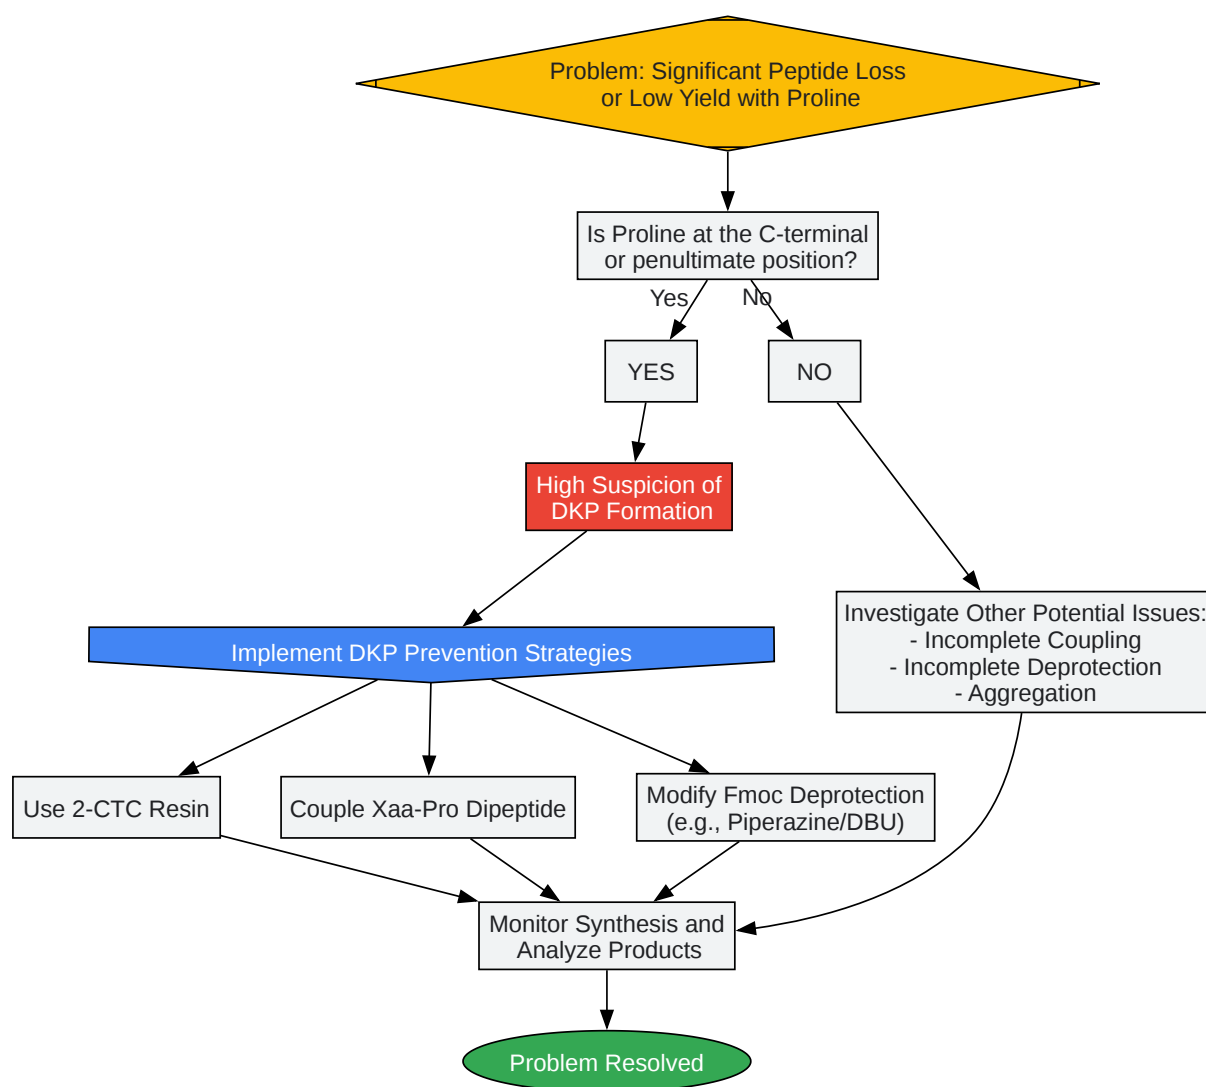 Problem: Significant Peptide Loss
or Low Yield with Proline
Is Proline at the C-terminal
or penultimate position?
Yes
No
YES
NO
High Suspicion of
DKP Formation
Investigate Other Potential Issues:
- Incomplete Coupling
- Incomplete Deprotection
- Aggregation
Implement DKP Prevention Strategies
Use 2-CTC Resin
Couple Xaa-Pro Dipeptide
Modify Fmoc Deprotection
(e.g., Piperazine/DBU)
Monitor Synthesis and
Analyze Products
Problem Resolved